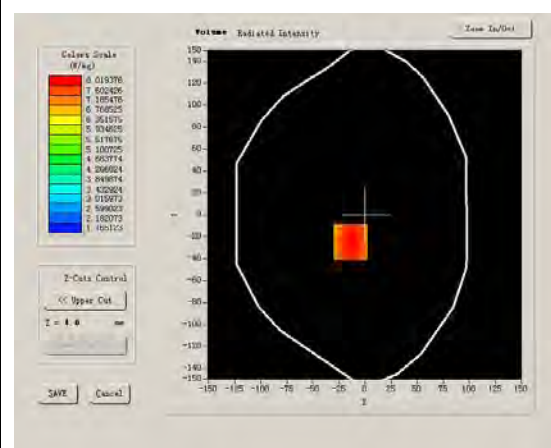 Volume Radiated Intensity
Zoom In/Out
Colors Scale
(W/kg)
8.019376
7.602426
7.185476
6.768525
6.351575
5.934625
5.517675
5.100725
4.683774
4.266824
3.849874
3.432924
3.015973
2.599023
2.182073
1.765123
150
140
120
100
80
60
40
20
0
-20
-40
-60
-80
-100
-120
-140
-150
-150 -125 -100 -75 -50 -25 0 25 50 75 100 125 150
X
Y
Z-Cuts Control
<< Upper Cut
Z = 4.0 mm
SAVE
Cancel